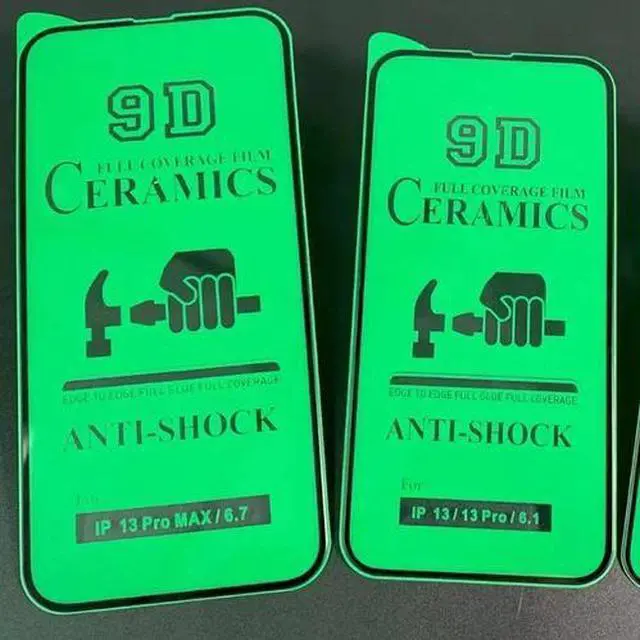 9D
FULL COVERAGE FILM
CERAMICS
EDGE TO EDGE FULL GLUE FULL COVERAGE
ANTI-SHOCK
For
IP 13 Pro MAX / 6.7
9D
FULL COVERAGE FILM
CERAMICS
EDGE TO EDGE FULL GLUE FULL COVERAGE
ANTI-SHOCK
For
IP 13 / 13 Pro / 6.1